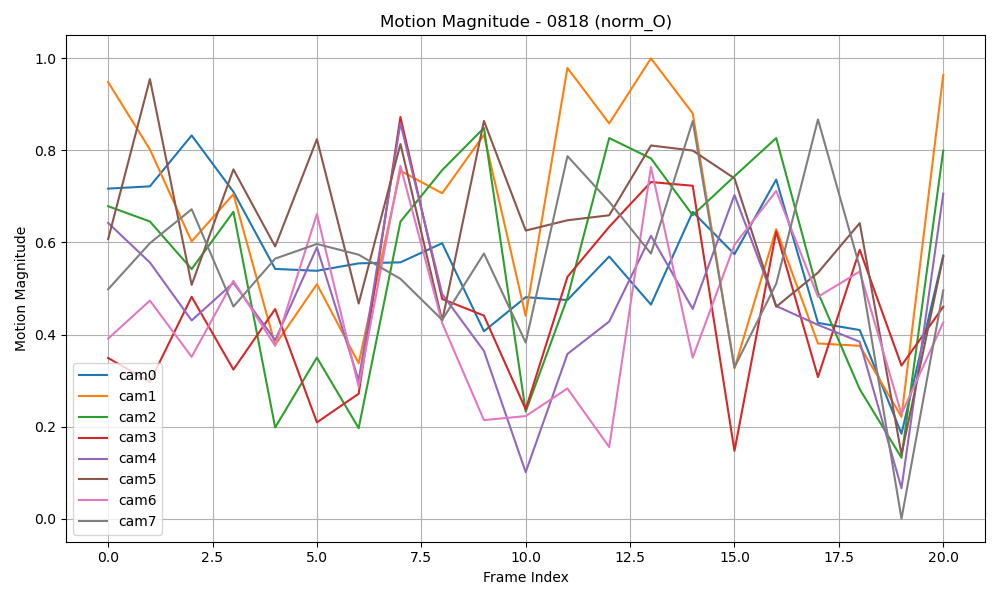 Motion Magnitude - 0818 (norm_O)
1.0
0.8
0.6
0.4
0.2
0.0
Motion Magnitude
cam0
cam1
cam2
cam3
cam4
cam5
cam6
cam7
0.0 2.5 5.0 7.5 10.0 12.5 15.0 17.5 20.0
Frame Index